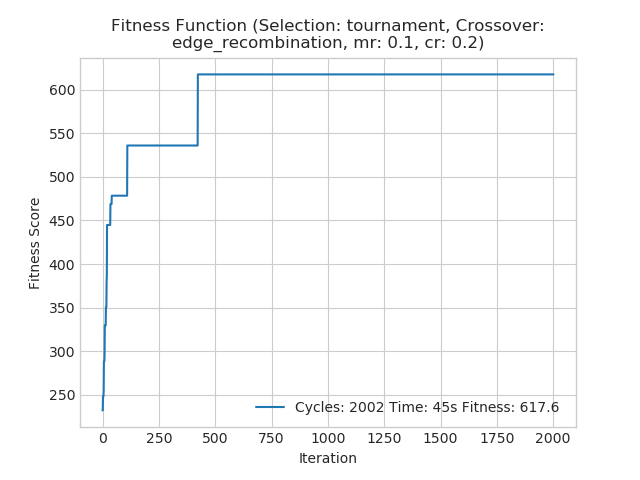 Fitness Function (Selection: tournament, Crossover:
edge_recombination, mr: 0.1, cr: 0.2)
600
550
500
450
400
350
300
250
Fitness Score
Cycles: 2002 Time: 45s Fitness: 617.6
0 250 500 750 1000 1250 1500 1750 2000
Iteration